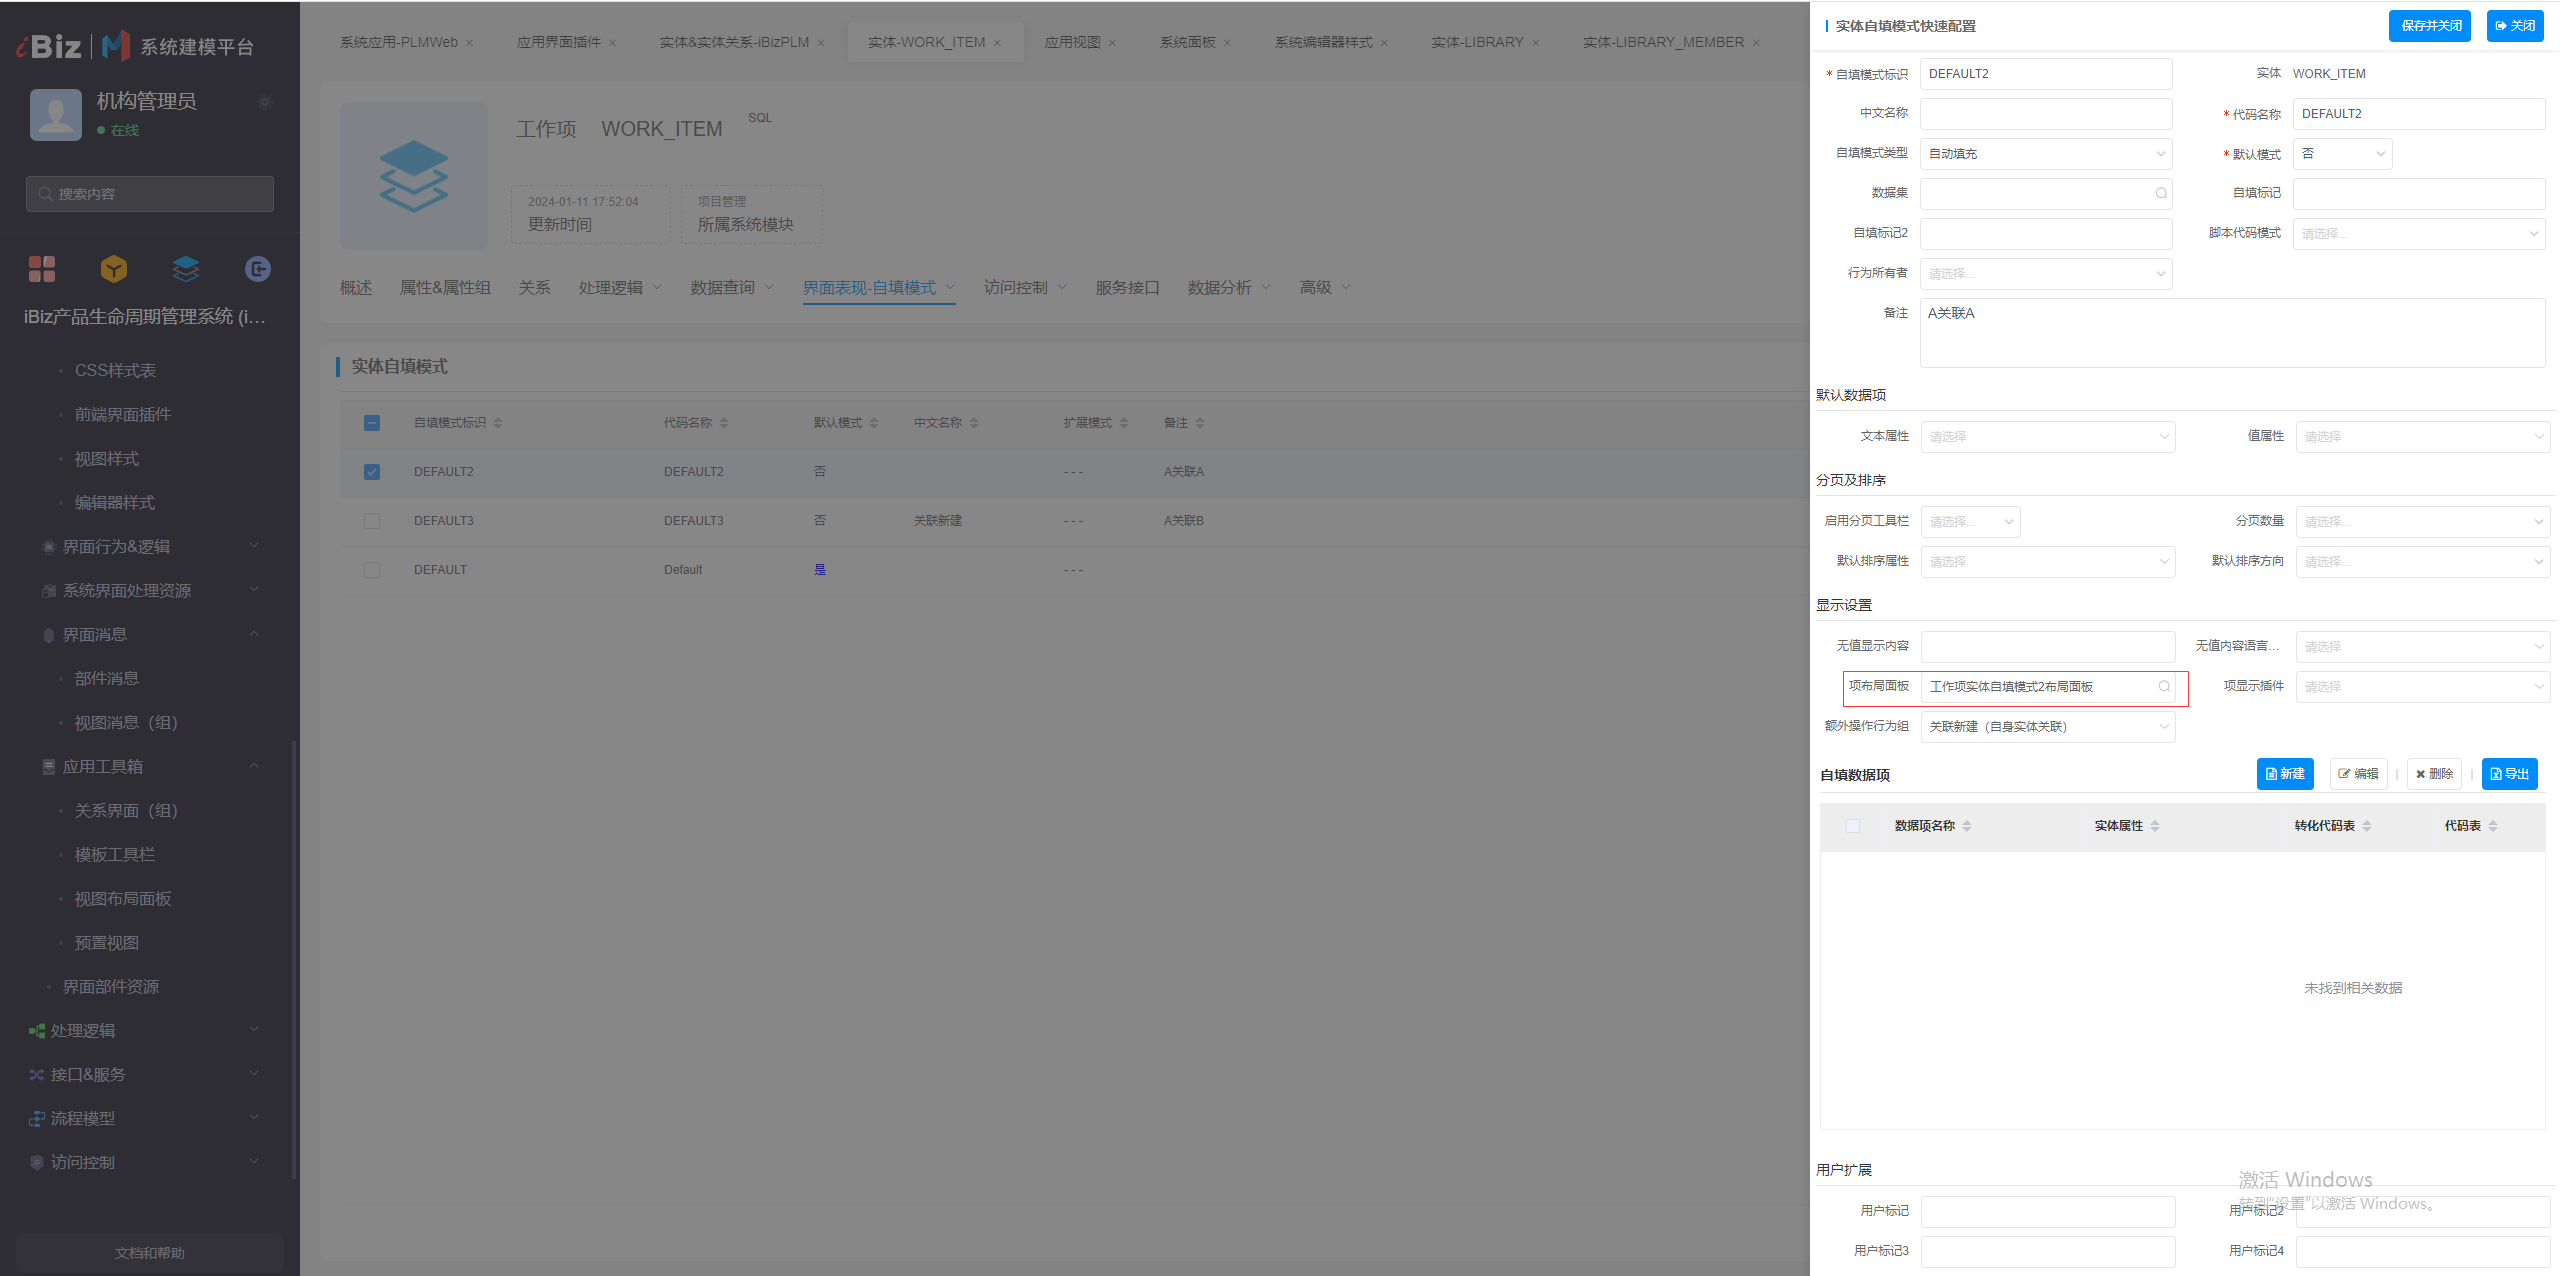 iBiz M 系统建模平台
机构管理员
在线
搜索内容
iBiz产品生命周期管理系统 (i...
CSS样式表
前端界面插件
视图样式
编辑器样式
界面行为&逻辑
系统界面处理资源
界面消息
部件消息
视图消息（组）
应用工具箱
关系界面（组）
模板工具栏
视图布局面板
预置视图
界面部件资源
处理逻辑
接口&服务
流程模型
访问控制
文档和帮助
系统应用-PLMWeb × 应用界面插件 × 实体&实体关系-iBizPLM × 实体-WORK_ITEM × 应用视图 × 系统面板 × 系统编辑器样式 × 实体-LIBRARY × 实体-LIBRARY_MEMBER ×
工作项 WORK_ITEM SQL
2024-01-11 17:52:04 项目管理
更新时间 所属系统模块
概述 属性&属性组 关系 处理逻辑 数据查询 界面表现-自填模式 访问控制 服务接口 数据分析 高级
实体自填模式
自填模式标识 代码名称 默认模式 中文名称 扩展模式 备注
DEFAULT2 DEFAULT2 否 --- A关联A
DEFAULT3 DEFAULT3 否 关联新建 --- A关联B
DEFAULT Default 是 ---
实体自填模式快速配置 保存并关闭 关闭
* 自填模式标识 DEFAULT2 实体 WORK_ITEM
中文名称 * 代码名称 DEFAULT2
自填模式类型 自动填充 * 默认模式 否
数据集 自填标记
自填标记2 脚本代码模式 请选择...
行为所有者 请选择...
备注 A关联A
默认数据项
文本属性 请选择 值属性 请选择
分页及排序
启用分页工具栏 请选择... 分页数量 请选择...
默认排序属性 请选择 默认排序方向 请选择...
显示设置
无值显示内容 无值内容语言... 请选择
项布局面板 工作项实体自填模式2布局面板 项显示插件 请选择
额外操作行为组 关联新建（自身实体关联）
自填数据项 新建 编辑 | 删除 | 导出
数据项名称 实体属性 转化代码表 代码表
未找到相关数据
用户扩展
激活 Windows
转到"设置"以激活 Windows。
用户标记 用户标记2
用户标记3 用户标记4